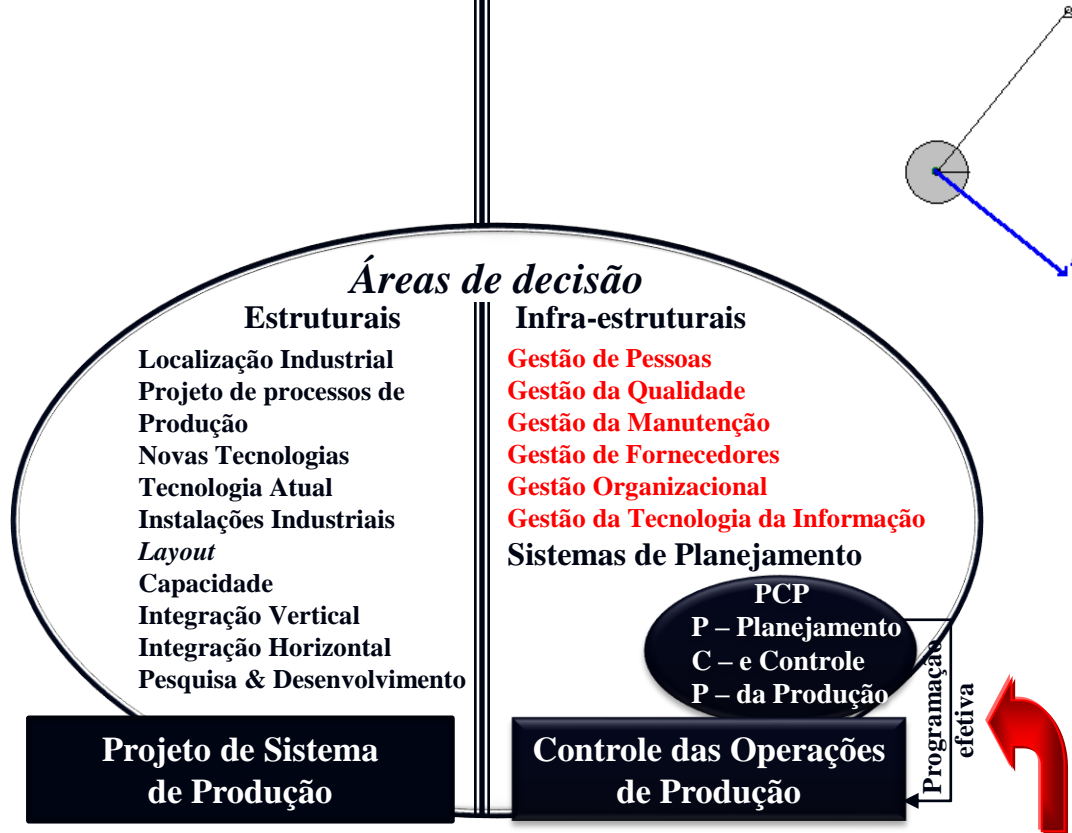 Áreas de decisão
Estruturais
Localização Industrial
Projeto de processos de
Produção
Novas Tecnologias
Tecnologia Atual
Instalações Industriais
Layout
Capacidade
Integração Vertical
Integração Horizontal
Pesquisa & Desenvolvimento
Projeto de Sistema
de Produção
Infra-estruturais
Gestão de Pessoas
Gestão da Qualidade
Gestão da Manutenção
Gestão de Fornecedores
Gestão Organizacional
Gestão da Tecnologia da Informação
Sistemas de Planejamento
PCP
P – Planejamento
C – e Controle
P – da Produção
Programação
efetiva
Controle das Operações
de Produção